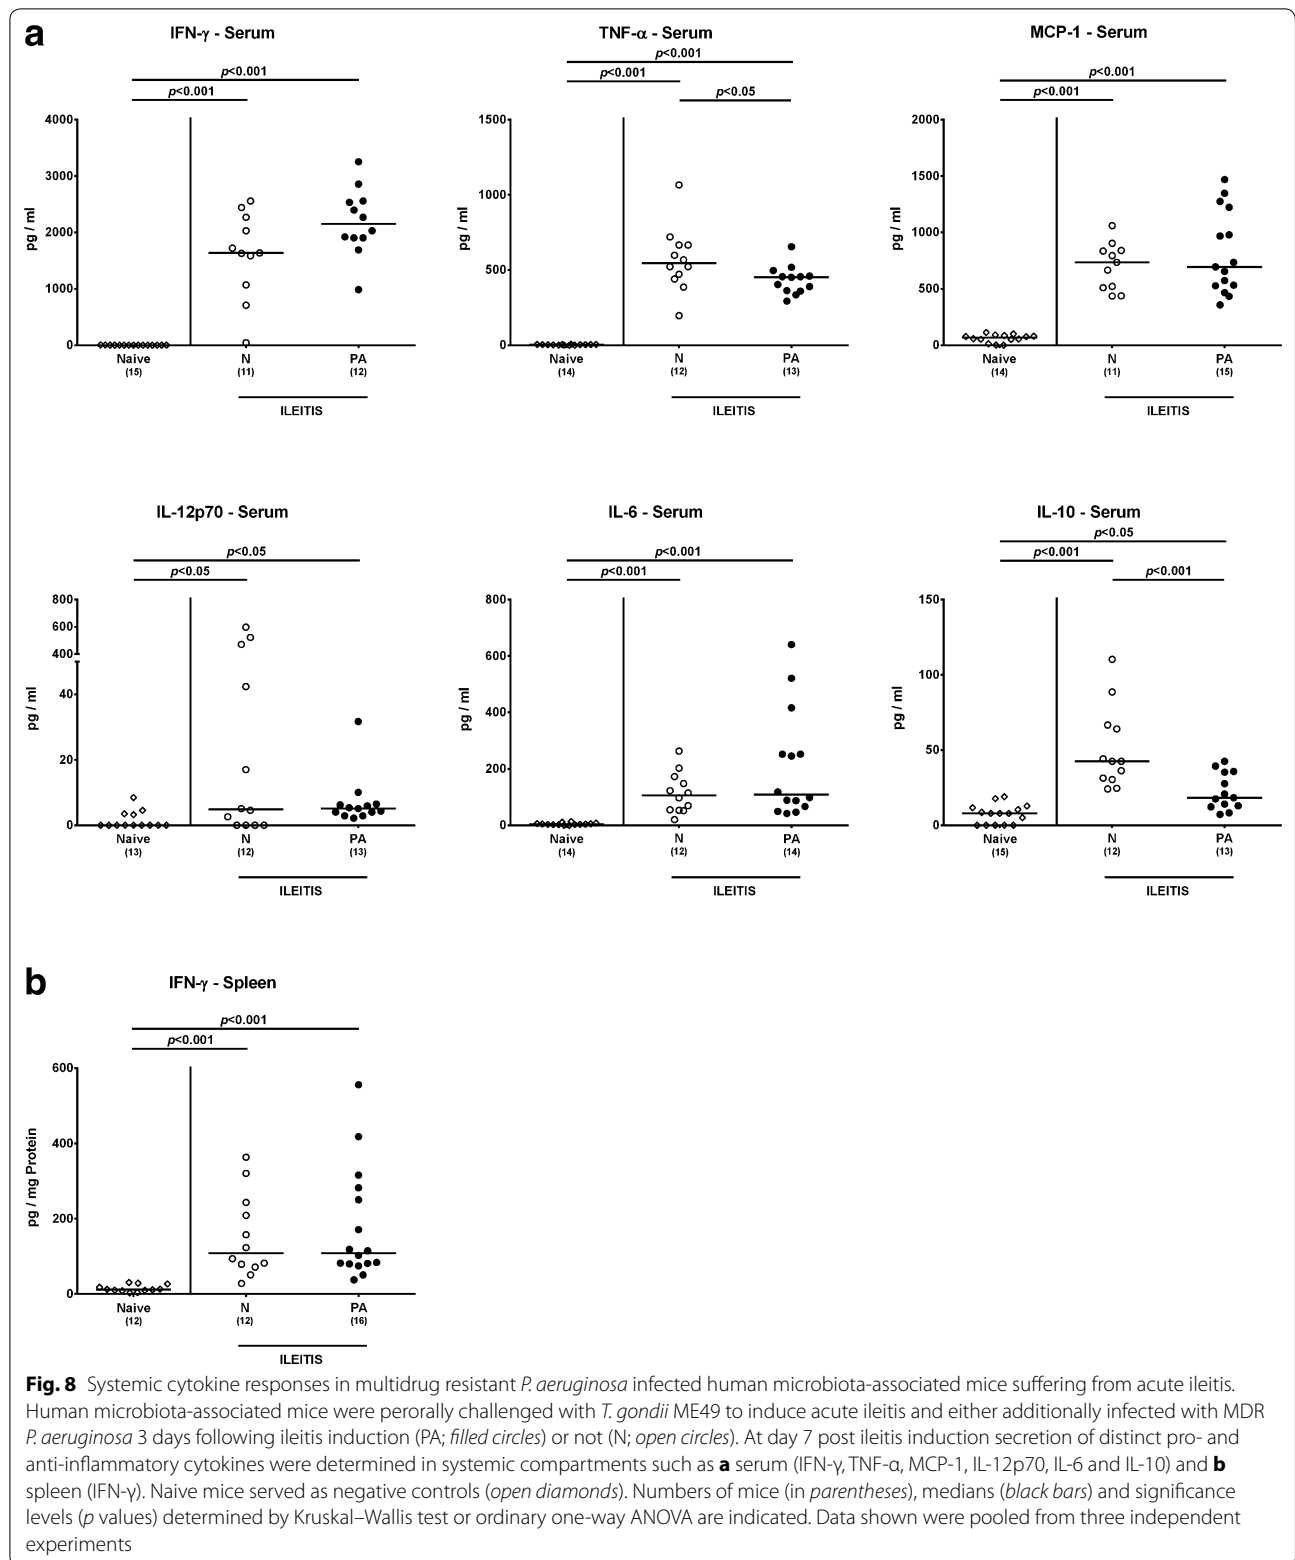 a
IFN-γ - Serum
p<0.001
p<0.001
4000
3000
2000
1000
0
pg / ml
Naive
(15)
N
(11)
PA
(12)
ILEITIS
TNF-α - Serum
p<0.001
p<0.001
p<0.05
1500
1000
500
0
pg / ml
Naive
(14)
N
(12)
PA
(13)
ILEITIS
MCP-1 - Serum
p<0.001
p<0.001
2000
1500
1000
500
0
pg / ml
Naive
(14)
N
(11)
PA
(15)
ILEITIS
IL-12p70 - Serum
p<0.05
p<0.05
800
600
400
40
20
0
pg / ml
Naive
(13)
N
(12)
PA
(13)
ILEITIS
IL-6 - Serum
p<0.001
p<0.001
800
600
400
200
0
pg / ml
Naive
(14)
N
(12)
PA
(14)
ILEITIS
IL-10 - Serum
p<0.05
p<0.001
p<0.001
150
100
50
0
pg / ml
Naive
(15)
N
(12)
PA
(13)
ILEITIS
b
IFN-γ - Spleen
p<0.001
p<0.001
600
400
200
0
pg / mg Protein
Naive
(12)
N
(12)
PA
(16)
ILEITIS
Fig. 8 Systemic cytokine responses in multidrug resistant P. aeruginosa infected human microbiota-associated mice suffering from acute ileitis.
Human microbiota-associated mice were perorally challenged with T. gondii ME49 to induce acute ileitis and either additionally infected with MDR
P. aeruginosa 3 days following ileitis induction (PA; filled circles) or not (N; open circles). At day 7 post ileitis induction secretion of distinct pro- and
anti-inflammatory cytokines were determined in systemic compartments such as a serum (IFN-γ, TNF-α, MCP-1, IL-12p70, IL-6 and IL-10) and b
spleen (IFN-γ). Naive mice served as negative controls (open diamonds). Numbers of mice (in parentheses), medians (black bars) and significance
levels (p values) determined by Kruskal–Wallis test or ordinary one-way ANOVA are indicated. Data shown were pooled from three independent
experiments